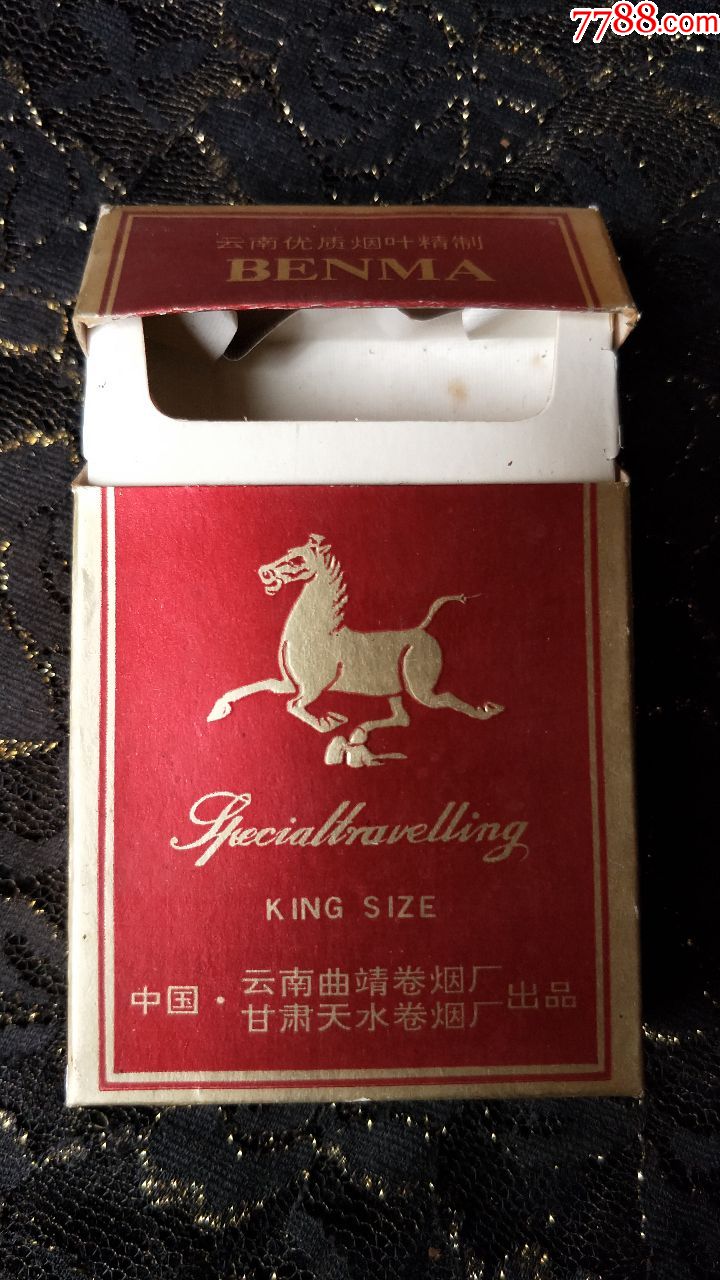 7788.com
云南优质烟叶精制
BENMA
Specialtravelling
KING SIZE
中国·云南曲靖卷烟厂出品
甘肃天水卷烟厂